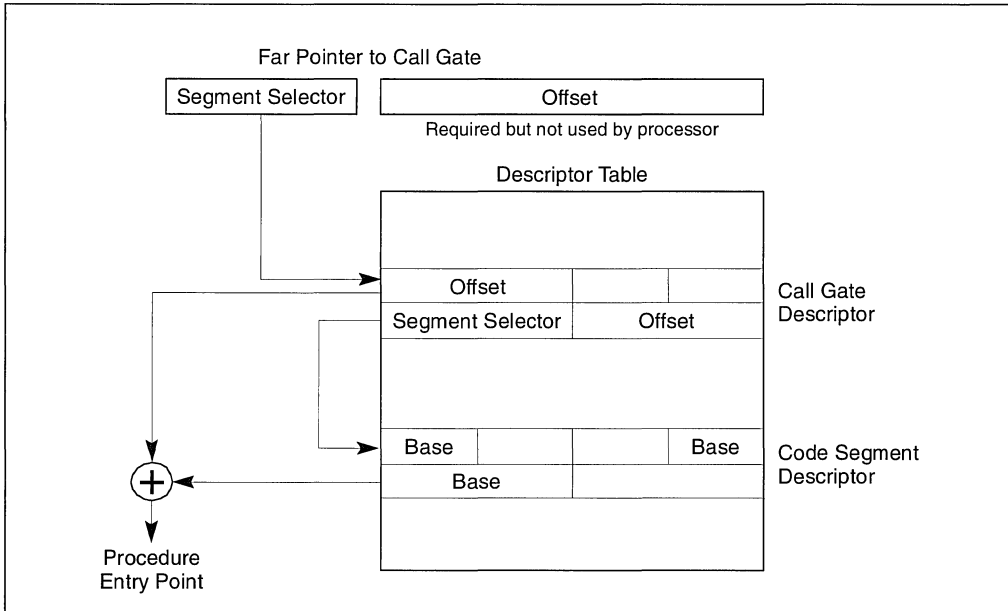 Far Pointer to Call Gate
Segment Selector
Offset
Required but not used by processor
Descriptor Table
Offset
Call Gate
Descriptor
Segment Selector
Offset
Base
Base
Code Segment
Descriptor
Base
+
Procedure
Entry Point